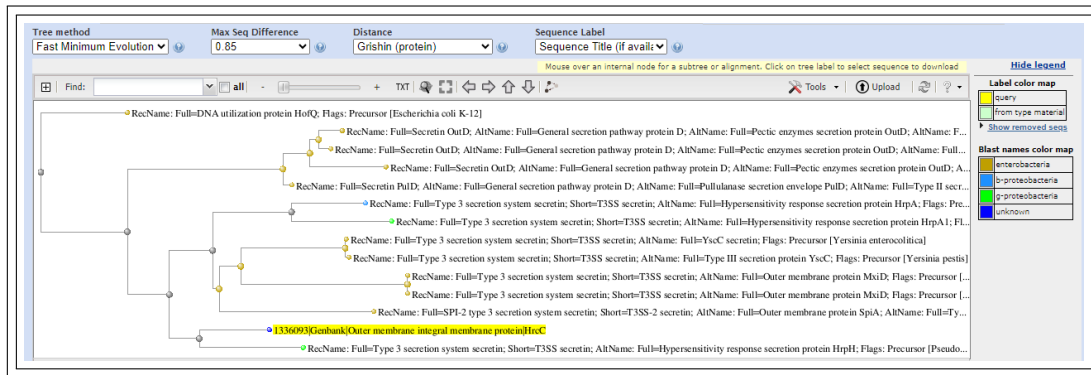 Tree method Max Seq Difference Distance Sequence Label
Fast Minimum Evolution 0.85 Grishin (protein) Sequence Title (if availa
Mouse over an internal node for a subtree or alignment. Click on tree label to select sequence to download
Hide legend
Find: all - + TXT Tools Upload ?
Label color map
query
from type material
Show removed seqs
Blast names color map
enterobacteria
b-proteobacteria
g-proteobacteria
unknown
RecName: Full=DNA utilization protein HofQ; Flags: Precursor [Escherichia coli K-12]
RecName: Full=Secretin OutD; AltName: Full=General secretion pathway protein D; AltName: Full=Pectic enzymes secretion protein OutD; AltName: F...
RecName: Full=Secretin OutD; AltName: Full=General secretion pathway protein D; AltName: Full=Pectic enzymes secretion protein OutD; AltName: Full...
RecName: Full=Secretin OutD; AltName: Full=General secretion pathway protein D; AltName: Full=Pectic enzymes secretion protein OutD; A...
RecName: Full=Secretin PulD; AltName: Full=General secretion pathway protein D; AltName: Full=Pullulanase secretion envelope PulD; AltName: Full=Type II secr...
RecName: Full=Type 3 secretion system secretin; Short=T3SS secretin; AltName: Full=Hypersensitivity response secretion protein HrpA; Flags: Pre...
RecName: Full=Type 3 secretion system secretin; Short=T3SS secretin; AltName: Full=Hypersensitivity response secretion protein HrpA1; Fl...
RecName: Full=Type 3 secretion system secretin; Short=T3SS secretin; AltName: Full=YscC secretin; Flags: Precursor [Yersinia enterocolitica]
RecName: Full=Type 3 secretion system secretin; Short=T3SS secretin; AltName: Full=Type III secretion protein YscC; Flags: Precursor [Yersinia pestis]
RecName: Full=Type 3 secretion system secretin; Short=T3SS secretin; AltName: Full=Outer membrane protein MxiD; Flags: Precursor [...
RecName: Full=Type 3 secretion system secretin; Short=T3SS secretin; AltName: Full=Outer membrane protein MxiD; Flags: Precursor [...
RecName: Full=SPI-2 type 3 secretion system secretin; Short=T3SS-2 secretin; AltName: Full=Outer membrane protein SpiA; AltName: Full=Ty...
1336093|Genbank|Outer membrane integral membrane protein|HrcC
RecName: Full=Type 3 secretion system secretin; Short=T3SS secretin; AltName: Full=Hypersensitivity response secretion protein HrpH; Flags: Precursor [Pseudo...